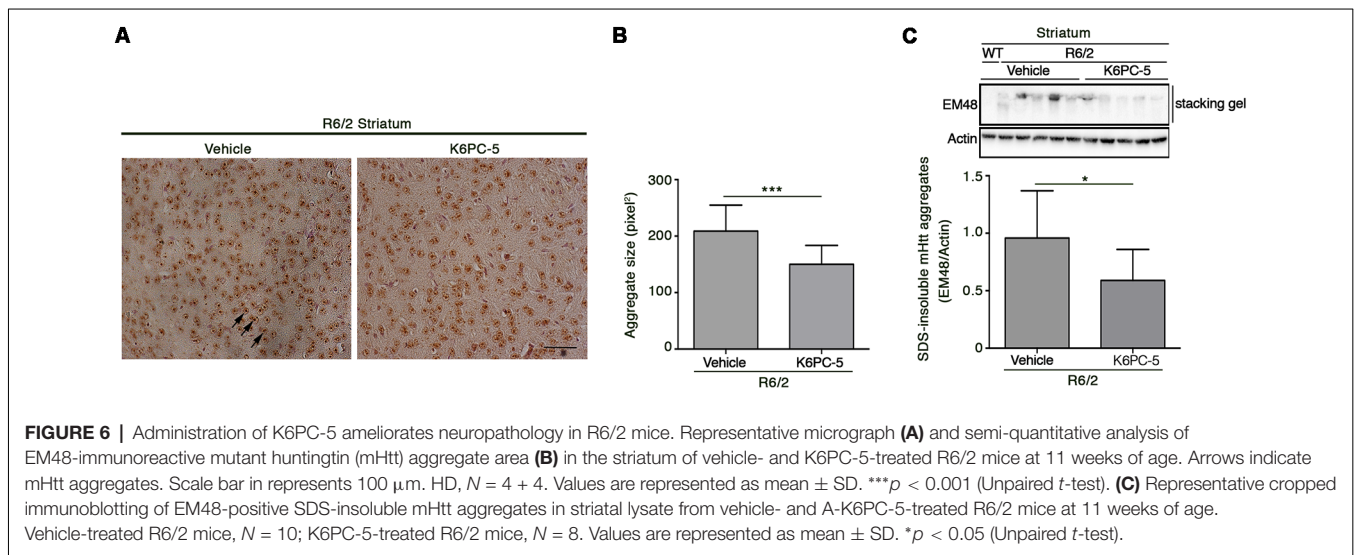 A
R6/2 Striatum
Vehicle K6PC-5
B
Aggregate size (pixel²)
300
200
100
0
***
Vehicle K6PC-5
R6/2
C
Striatum
WT R6/2
Vehicle K6PC-5
EM48
stacking gel
Actin
SDS-insoluble mHtt aggregates
(EM48/Actin)
1.5
1.0
0.5
0
*
Vehicle K6PC-5
R6/2
FIGURE 6 | Administration of K6PC-5 ameliorates neuropathology in R6/2 mice. Representative micrograph (A) and semi-quantitative analysis of
EM48-immunoreactive mutant huntingtin (mHtt) aggregate area (B) in the striatum of vehicle- and K6PC-5-treated R6/2 mice at 11 weeks of age. Arrows indicate
mHtt aggregates. Scale bar in represents 100 μm. HD, N = 4 + 4. Values are represented as mean ± SD. ***p < 0.001 (Unpaired t-test). (C) Representative cropped
immunoblotting of EM48-positive SDS-insoluble mHtt aggregates in striatal lysate from vehicle- and A-K6PC-5-treated R6/2 mice at 11 weeks of age.
Vehicle-treated R6/2 mice, N = 10; K6PC-5-treated R6/2 mice, N = 8. Values are represented as mean ± SD. *p < 0.05 (Unpaired t-test).